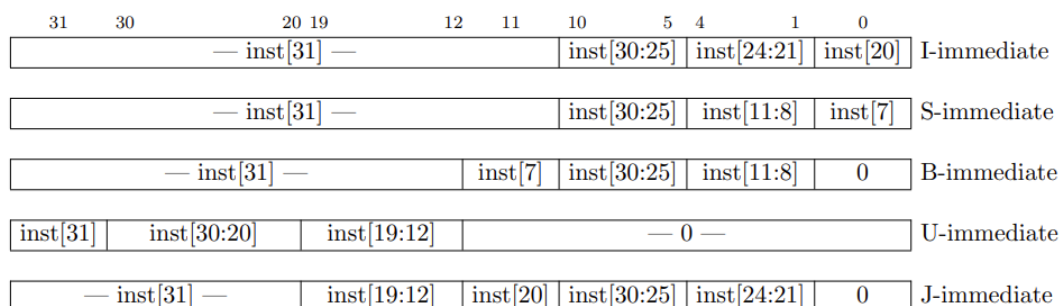 31 30 20 19 12 11 10 5 4 1 0
— inst[31] — inst[30:25] inst[24:21] inst[20] I-immediate
— inst[31] — inst[30:25] inst[11:8] inst[7] S-immediate
— inst[31] — inst[7] inst[30:25] inst[11:8] 0 B-immediate
inst[31] inst[30:20] inst[19:12] — 0 — U-immediate
— inst[31] — inst[19:12] inst[20] inst[30:25] inst[24:21] 0 J-immediate